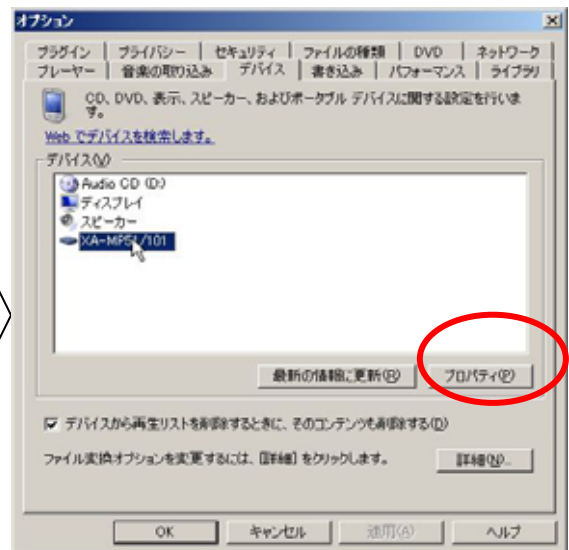 オプション
プラグイン プライバシー セキュリティ ファイルの種類 DVD ネットワーク
プレーヤー 音楽の取り込み デバイス 書き込み パフォーマンス ライブラリ
CD、DVD、表示、スピーカー、およびポータブル デバイスに関する設定を行いま
す。
Web でデバイスを検索します。
デバイス(V)
Audio CD (D:)
ディスプレイ
スピーカー
XA-MP51/101
最新の情報に更新(R) プロパティ(P)
デバイスから再生リストを削除するときに、そのコンテンツも削除する(D)
ファイル変換オプションを変更するには、[詳細] をクリックします。 詳細(N)...
OK キャンセル 適用(A) ヘルプ